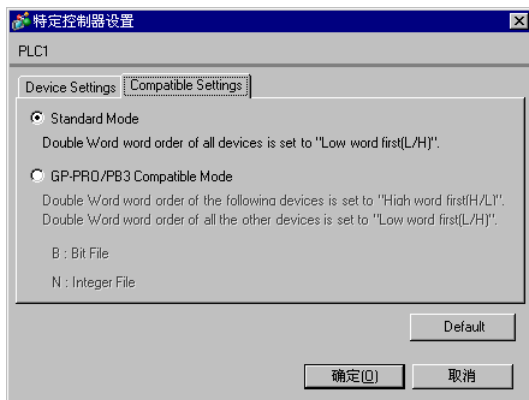 特定控制器设置
PLC1
Device Settings
Compatible Settings
Standard Mode
Double Word word order of all devices is set to "Low word first(L/H)".
GP-PRO/PB3 Compatible Mode
Double Word word order of the following devices is set to "High word first(H/L)".
Double Word word order of all the other devices is set to "Low word first(L/H)".
B : Bit File
N : Integer File
Default
确定(O)
取消